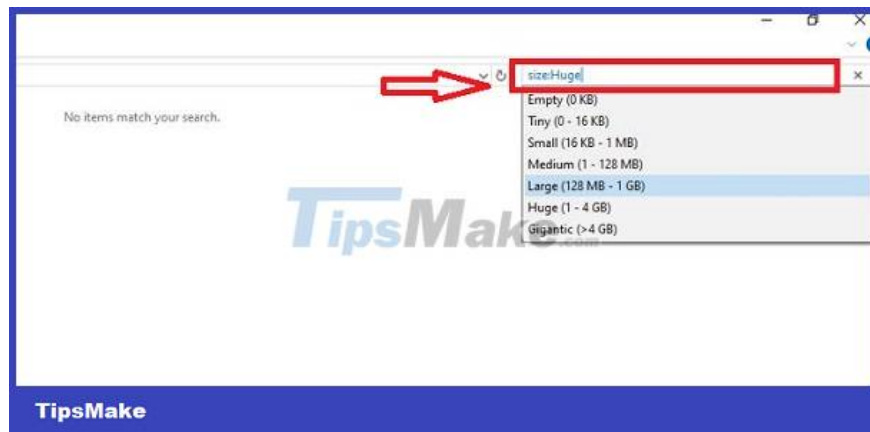 size:Huge
No items match your search.
Empty (0 KB)
Tiny (0 - 16 KB)
Small (16 KB - 1 MB)
Medium (1 - 128 MB)
Large (128 MB - 1 GB)
Huge (1 - 4 GB)
Gigantic (>4 GB)
TipsMake.com
TipsMake